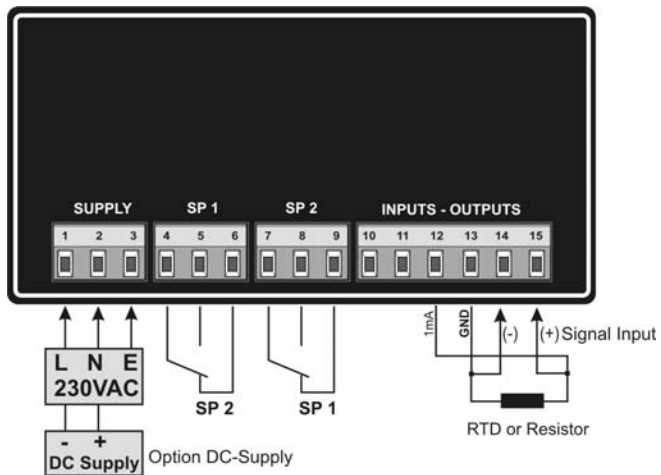 SUPPLY SP 1 SP 2 INPUTS - OUTPUTS
1 2 3 4 5 6 7 8 9 10 11 12 13 14 15
1mA GND (-) (+) Signal Input
L N E
230VAC
SP 2 SP 1
RTD or Resistor
- +
DC Supply Option DC-Supply